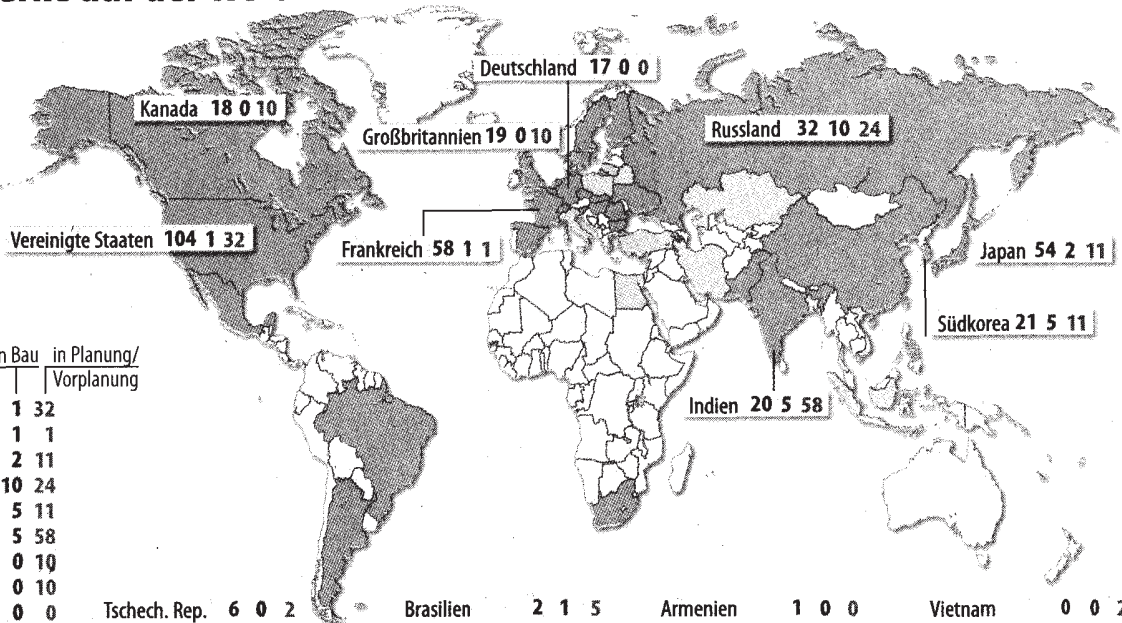 Deutschland 17 0 0
Kanada 18 0 10
Großbritannien 19 0 10
Russland 32 10 24
Vereinigte Staaten 104 1 32
Frankreich 58 1 1
Japan 54 2 11
Südkorea 21 5 11
Indien 20 5 58
Bau in Planung/
Vorplanung
1 32
1 1
2 11
10 24
5 11
5 58
0 10
0 10
0 0
Tschech. Rep. 6 0 2 Brasilien 2 1 5 Armenien 1 0 0 Vietnam 0 0